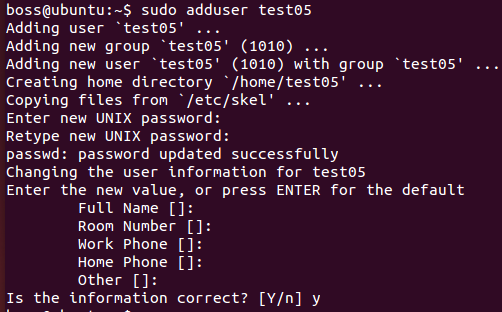 boss@ubuntu:~$ sudo adduser test05
Adding user `test05' ...
Adding new group `test05' (1010) ...
Adding new user `test05' (1010) with group `test05' ...
Creating home directory `/home/test05' ...
Copying files from `/etc/skel' ...
Enter new UNIX password:
Retype new UNIX password:
passwd: password updated successfully
Changing the user information for test05
Enter the new value, or press ENTER for the default
        Full Name []:
        Room Number []:
        Work Phone []:
        Home Phone []:
        Other []:
Is the information correct? [Y/n] y